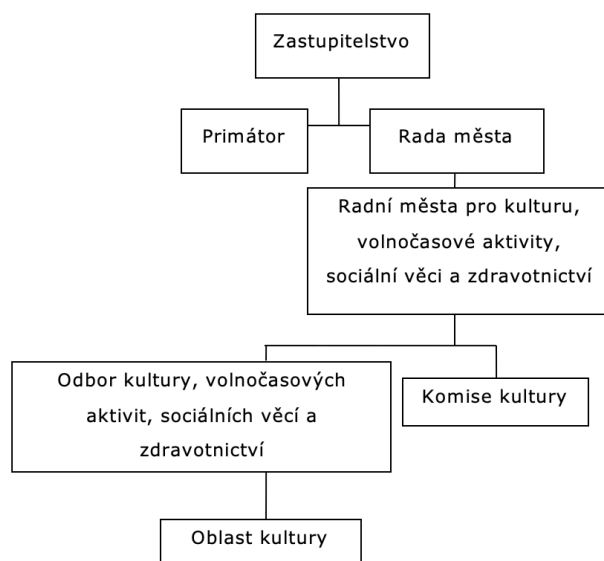 Zastupitelstvo
Primátor
Rada města
Radní města pro kulturu,
volnočasové aktivity,
sociální věci a zdravotnictví
Odbor kultury, volnočasových
aktivit, sociálních věcí a
zdravotnictví
Komise kultury
Oblast kultury